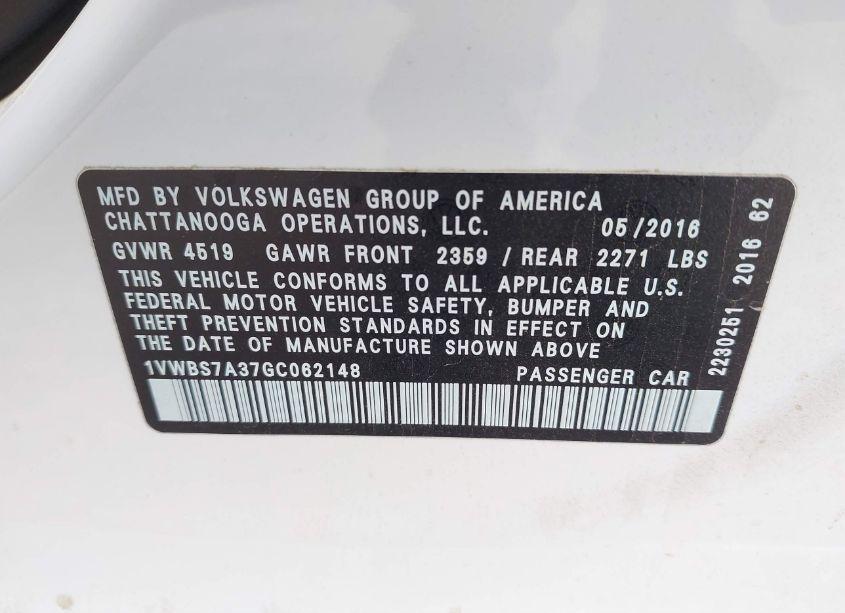 MFD BY VOLKSWAGEN GROUP OF AMERICA
CHATTANOOGA OPERATIONS, LLC. 05/2016
GVWR 4519 GAWR FRONT 2359 / REAR 2271 LBS
THIS VEHICLE CONFORMS TO ALL APPLICABLE U.S.
FEDERAL MOTOR VEHICLE SAFETY, BUMPER AND
THEFT PREVENTION STANDARDS IN EFFECT ON
THE DATE OF MANUFACTURE SHOWN ABOVE
1VWBS7A37GC062148 PASSENGER CAR
2230251 2016 62